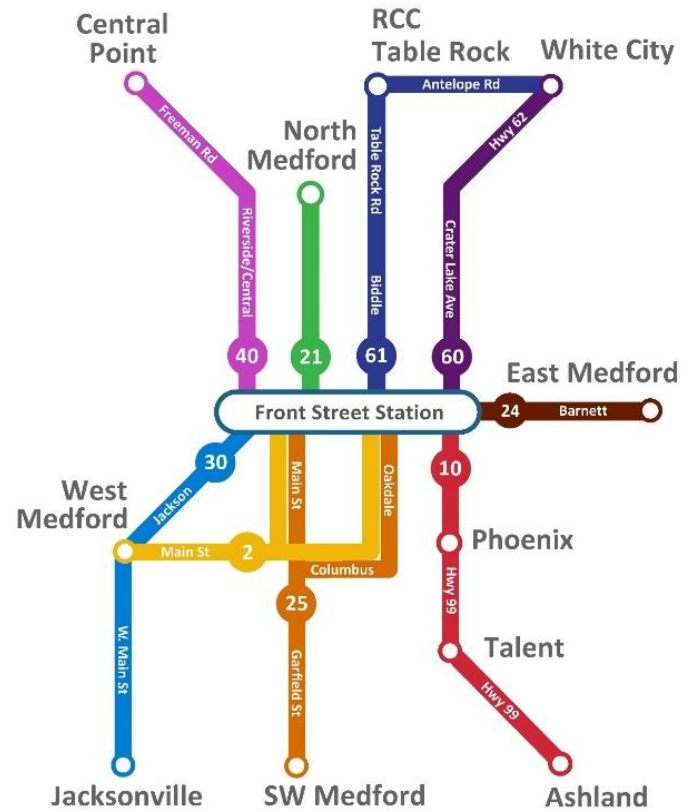 Central
Point
RCC
Table Rock
White City
Antelope Rd
Freeman Rd
North
Medford
Table Rock Rd
Hwy 62
Riverside/Central
Biddle
Crater Lake Ave
40
21
61
60
East Medford
Front Street Station
24
Barnett
30
Main St
Oakdale
10
West
Medford
Jackson
Main St
2
Phoenix
Columbus
Hwy 99
25
W. Main St
Garfield St
Talent
Hwy 99
Jacksonville
SW Medford
Ashland